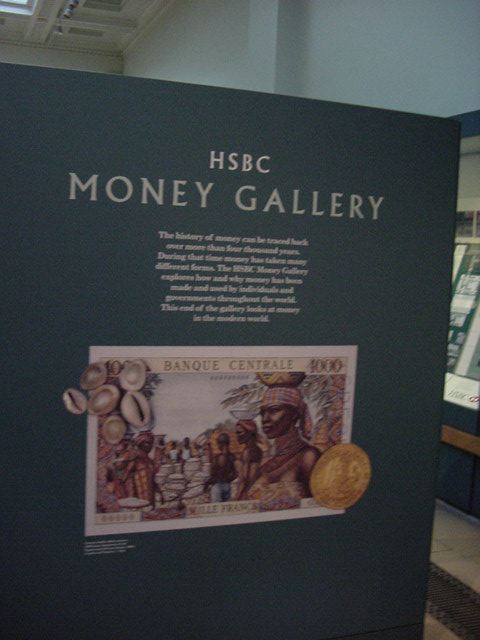 HSBC
MONEY GALLERY
The history of money can be traced back
over more than four thousand years.
During that time money has taken many
different forms. The HSBC Money Gallery
explores how and why money has been
made and used by individuals and
governments throughout the world.
This end of the gallery looks at money
in the modern world.
BANQUE CENTRALE
1000
MILLE FRANCS